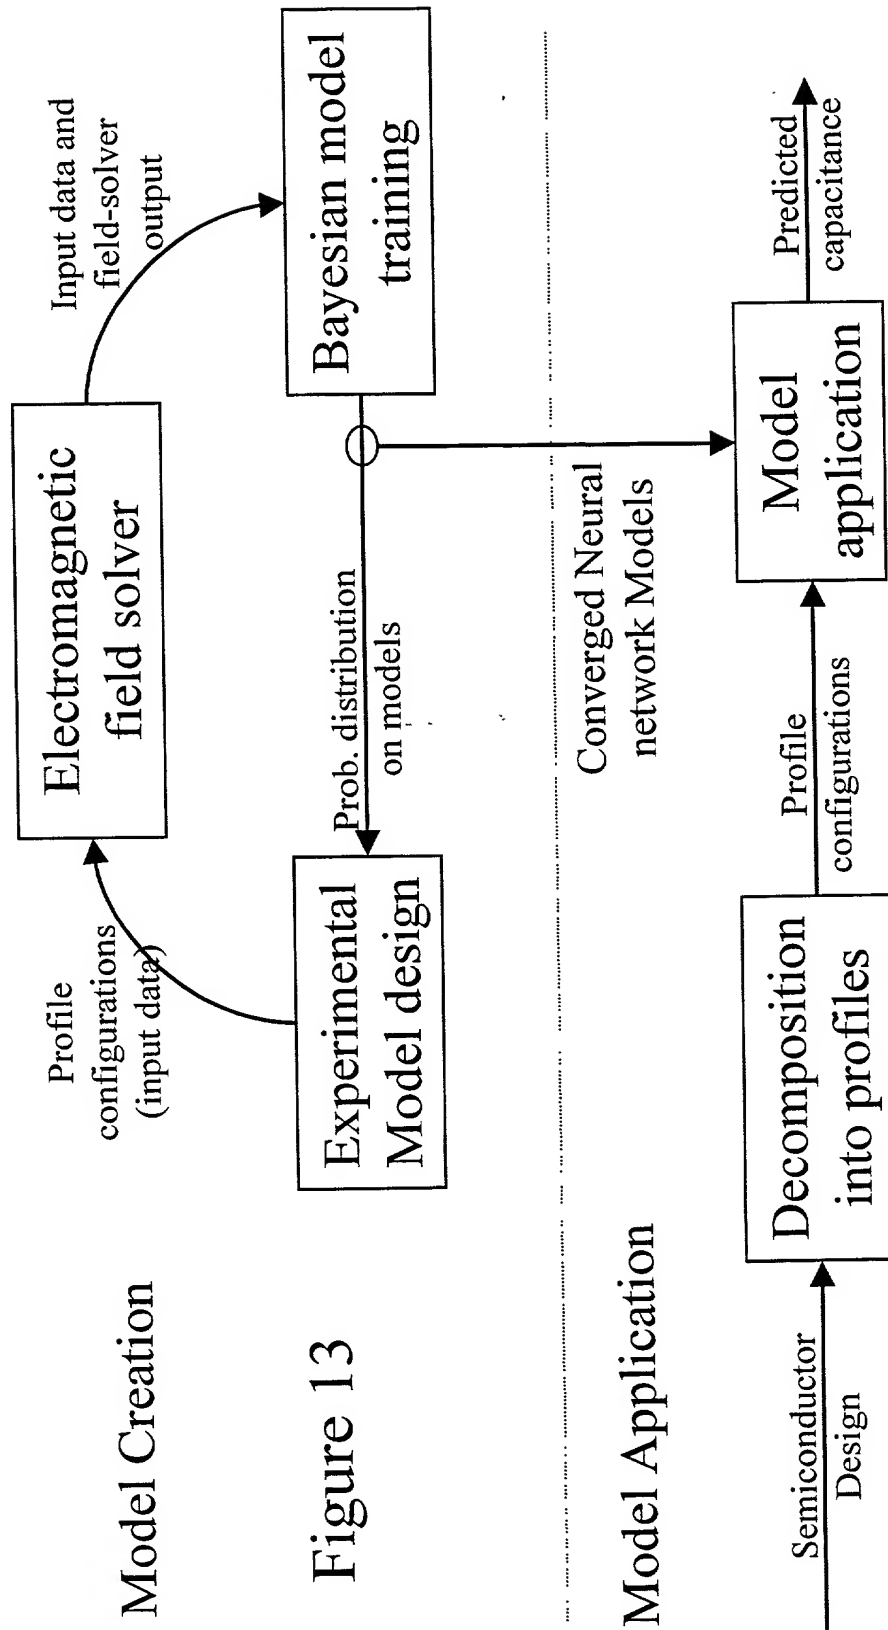 Model Creation
Profile
configurations
(input data)
Electromagnetic
field solver
Input data and
field-solver
output
Figure 13
Experimental
Model design
Prob. distribution
on models
Bayesian model
training
Model Application
Converged Neural
network Models
Semiconductor
Design
Decomposition
into profiles
Profile
configurations
Model
application
Predicted
capacitance